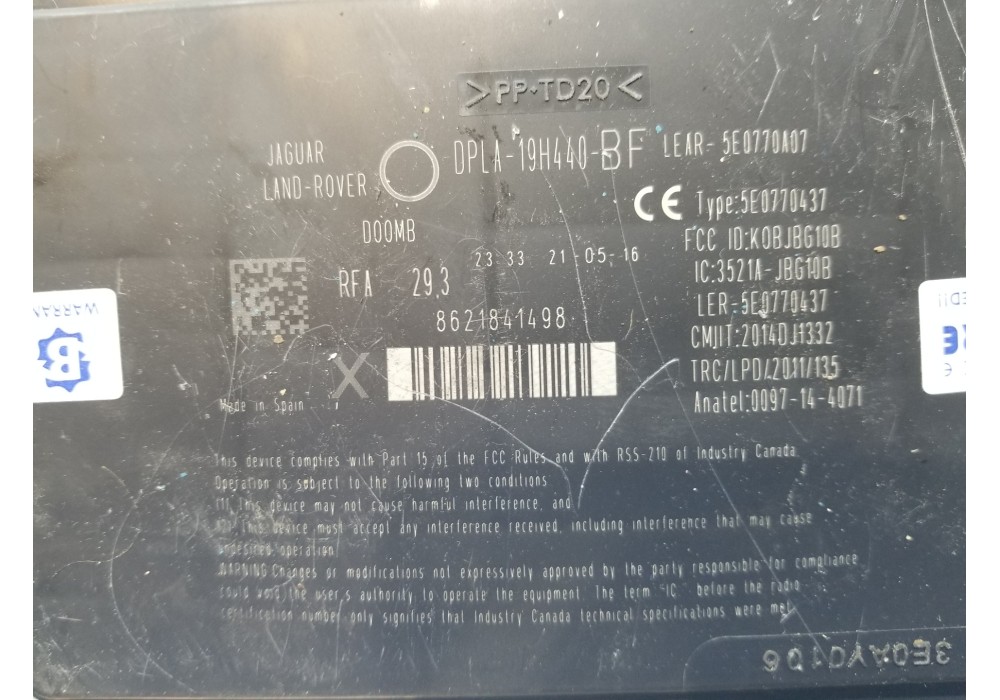 >PP-TD20<
JAGUAR
LAND-ROVER
DPLA-19H440-BF LEAR- 5E0770A07
CE Type:5E0770437
D00MB
FCC ID:K0BJBG10B
23 33 21-05-16
IC:3521A-JBG10B
RFA 29,3
LER-5E0770437
8621841498
CMJIT:2014DJ1332
X
TRC/LPD/2011/135
Made in Spain
Anatel:0097-14-4071
This device complies with Part 15 of the FCC Rules and with RSS-210 of Industry Canada.
Operation is subject to the following two conditions
(1) This device may not cause harmful interference, and
(2) This device must accept any interference received, including interference that may cause
undesired operation
WARNING Changes or modifications not expressively approved by the party responsible for compliance
could void the user,s authority to operate the equipment. The term "IC" before the radio
certification number only signifies that Industry Canada technical specifications were met
WARRAN
B